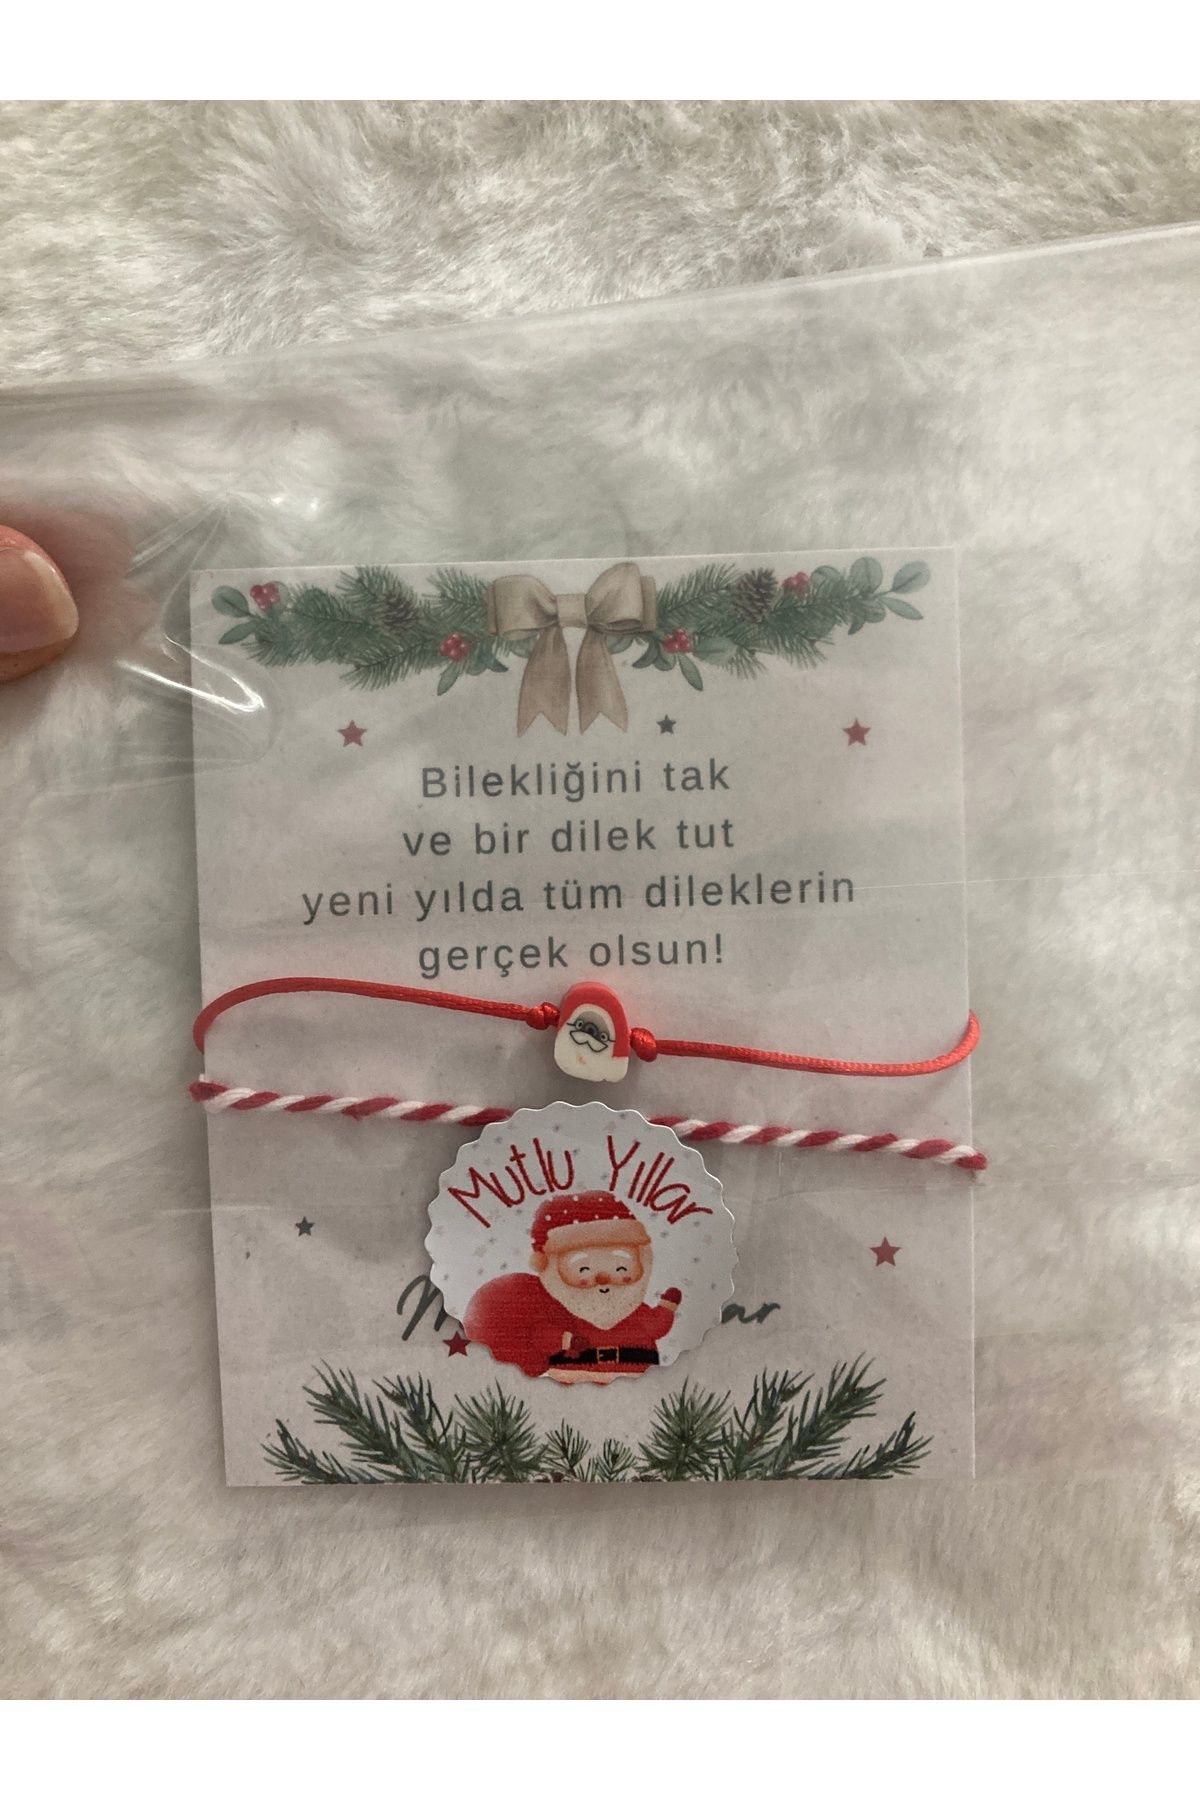 Bilekliğini tak
ve bir dilek tut
yeni yılda tüm dileklerin
gerçek olsun!
Mutlu Yıllar